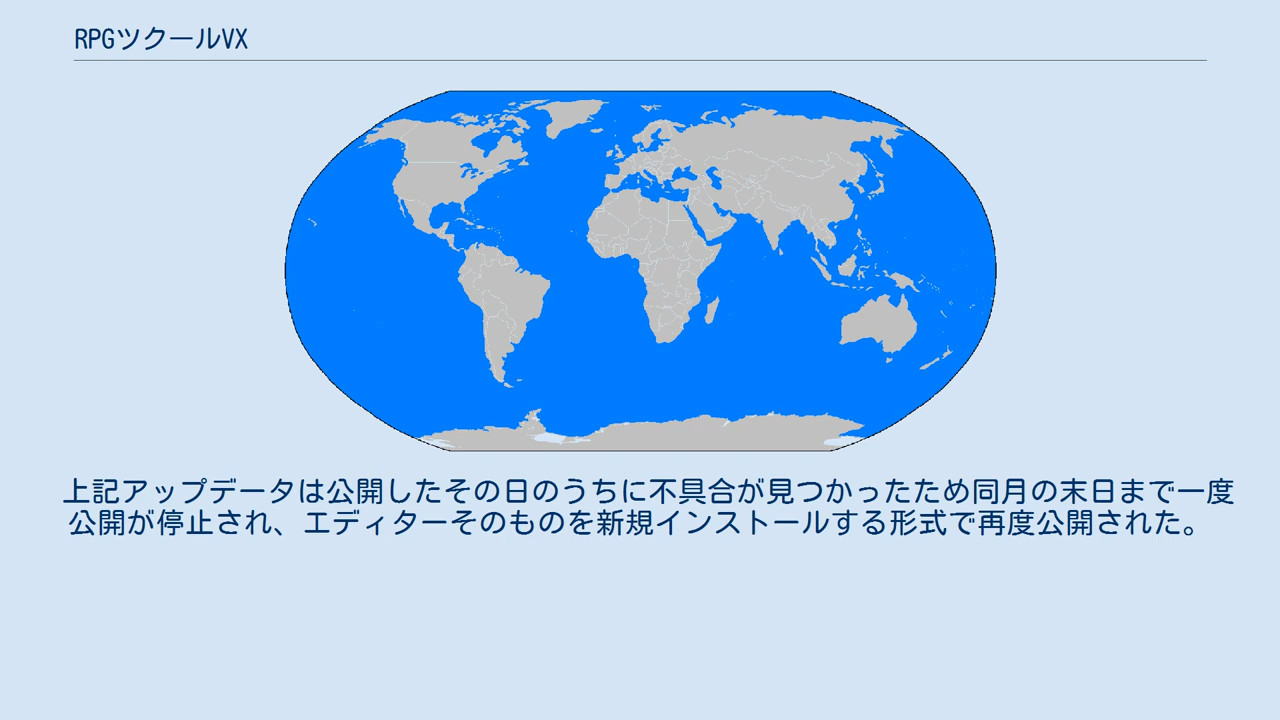 RPGツクールVX
上記アップデータは公開したその日のうちに不具合が見つかったため同月の末日まで一度
公開が停止され、エディターそのものを新規インストールする形式で再度公開された。